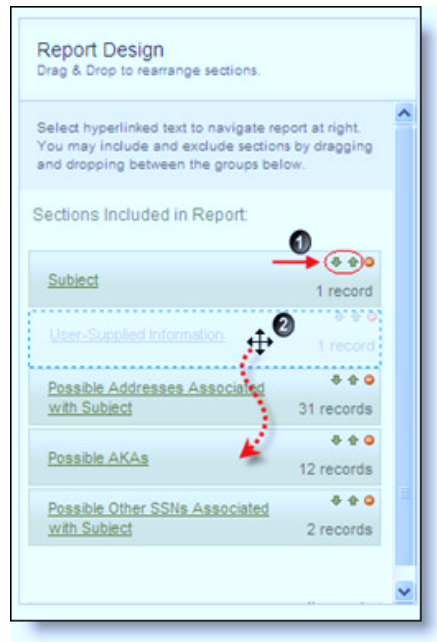 Report Design
Drag & Drop to rearrange sections.
Select hyperlinked text to navigate report at right.
You may include and exclude sections by dragging
and dropping between the groups below.
Sections Included in Report:
1
Subject
1 record
User-Supplied Information
2
1 record
Possible Addresses Associated
with Subject
31 records
Possible AKAs
12 records
Possible Other SSNs Associated
with Subject
2 records